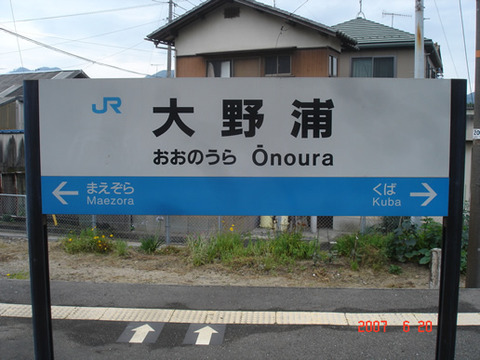 JR
大野浦
おおのうら Ōnoura
← まえぞら
Maezora
くば →
Kuba
2007 6 20